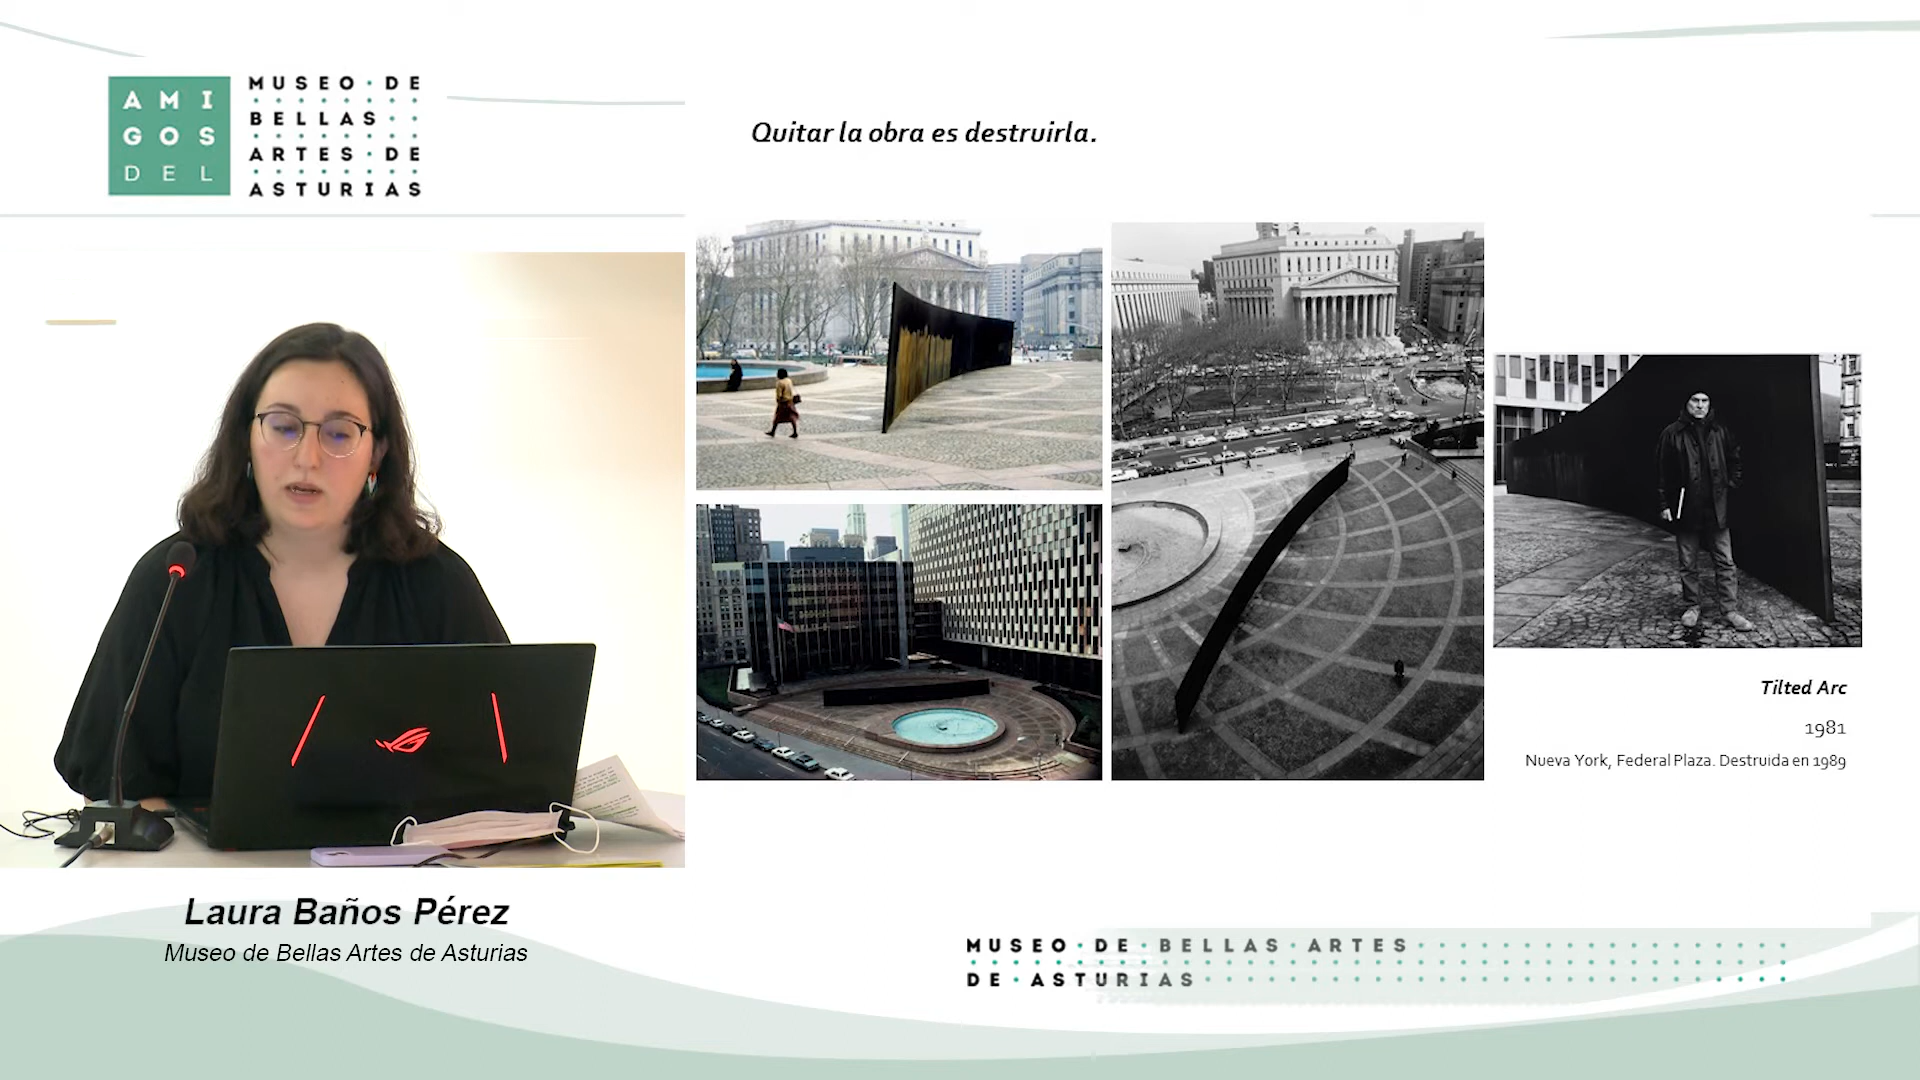 AMI
GOS
DEL
MUSEO·DE
BELLAS
ARTES·DE
ASTURIAS
Quitar la obra es destruirla.
Tilted Arc
1981
Nueva York, Federal Plaza. Destruida en 1989
Laura Baños Pérez
Museo de Bellas Artes de Asturias
MUSEO·DE·BELLAS·ARTES
DE·ASTURIAS